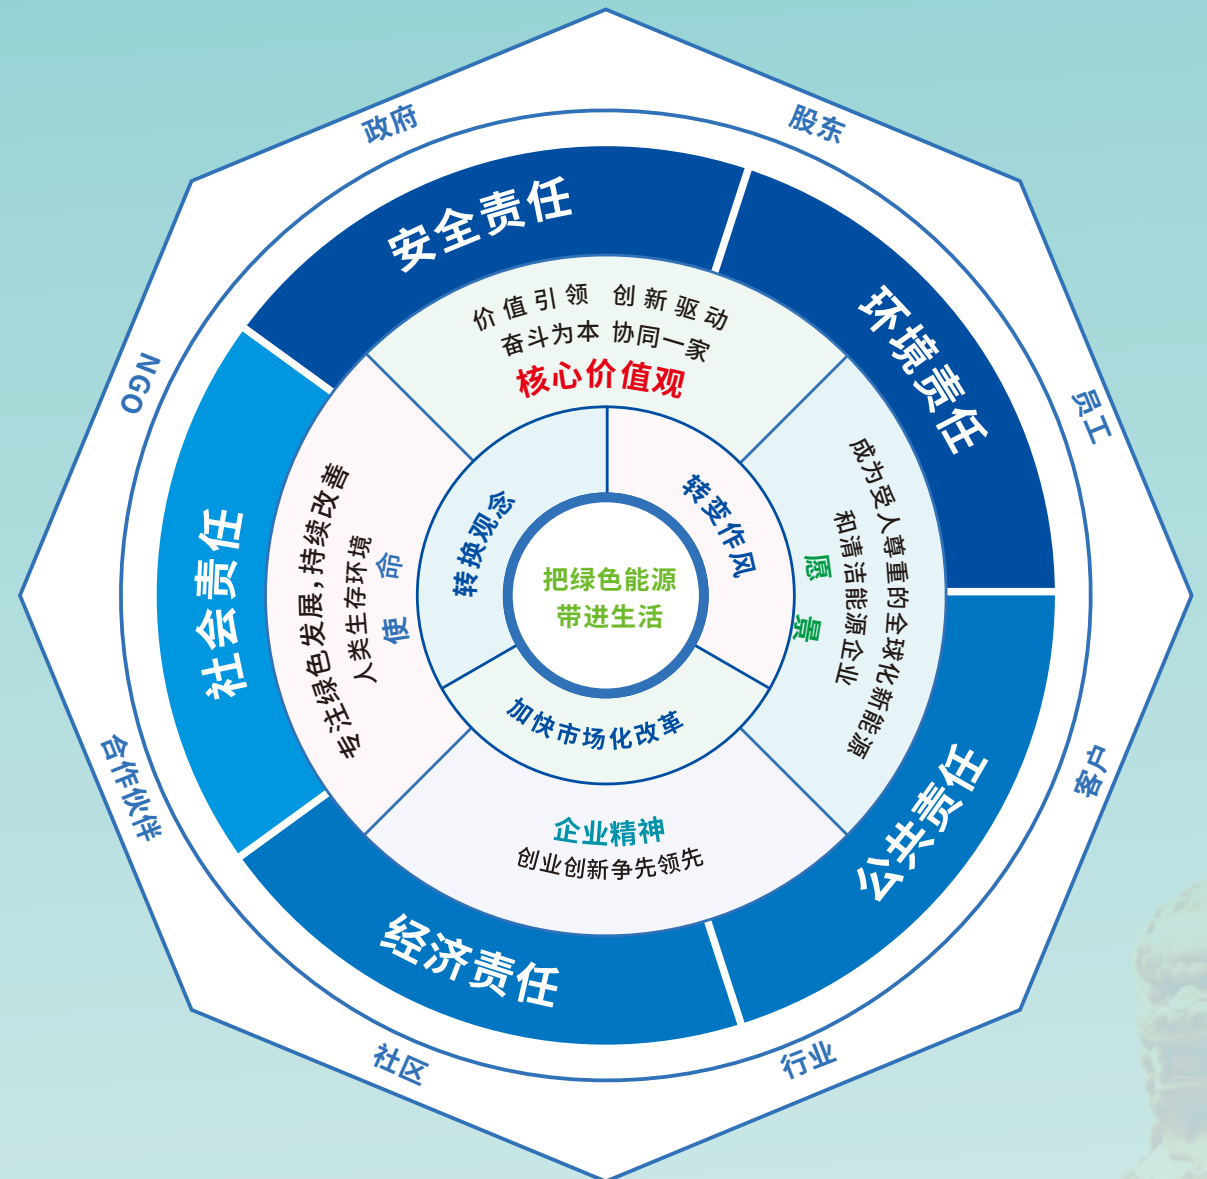 政府
股东
员工
客户
行业
社区
合作伙伴
NGO
安全责任
环境责任
公共责任
经济责任
社会责任
价值引领 创新驱动
奋斗为本 协同一家
核心价值观
成为受人尊重的全球化新能源
和清洁能源企业
愿景
企业精神
创业创新争先领先
专注绿色发展,持续改善
人类生存环境
使命
转换观念
转变作风
加快市场化改革
把绿色能源
带进生活